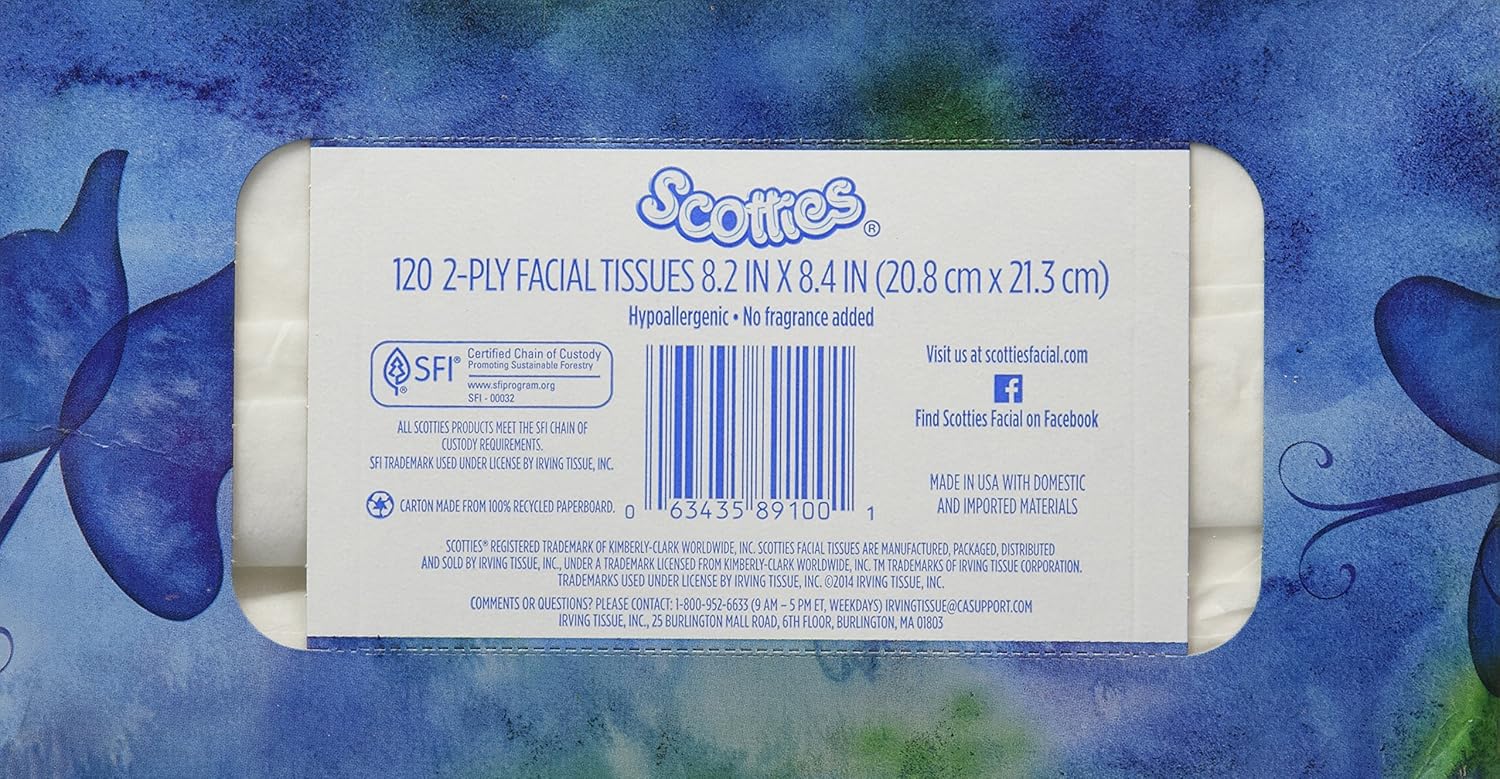 Scotties®
120 2-PLY FACIAL TISSUES 8.2 IN X 8.4 IN (20.8 cm x 21.3 cm)
Hypoallergenic • No fragrance added
SFI®
Certified Chain of Custody
Promoting Sustainable Forestry
www.sfiprogram.org
SFI - 00032
ALL SCOTTIES PRODUCTS MEET THE SFI CHAIN OF
CUSTODY REQUIREMENTS.
SFI TRADEMARK USED UNDER LICENSE BY IRVING TISSUE, INC.
CARTON MADE FROM 100% RECYCLED PAPERBOARD.
0 63435 89100 1
Visit us at scottiesfacial.com
f
Find Scotties Facial on Facebook
MADE IN USA WITH DOMESTIC
AND IMPORTED MATERIALS
SCOTTIES® REGISTERED TRADEMARK OF KIMBERLY-CLARK WORLDWIDE, INC. SCOTTIES FACIAL TISSUES ARE MANUFACTURED, PACKAGED, DISTRIBUTED
AND SOLD BY IRVING TISSUE, INC., UNDER A TRADEMARK LICENSED FROM KIMBERLY-CLARK WORLDWIDE, INC. TM TRADEMARKS OF IRVING TISSUE CORPORATION.
TRADEMARKS USED UNDER LICENSE BY IRVING TISSUE, INC. ©2014 IRVING TISSUE, INC.
COMMENTS OR QUESTIONS? PLEASE CONTACT: 1-800-952-6633 (9 AM – 5 PM ET, WEEKDAYS) IRVINGTISSUE@CASUPPORT.COM
IRVING TISSUE, INC., 25 BURLINGTON MALL ROAD, 6TH FLOOR, BURLINGTON, MA 01803